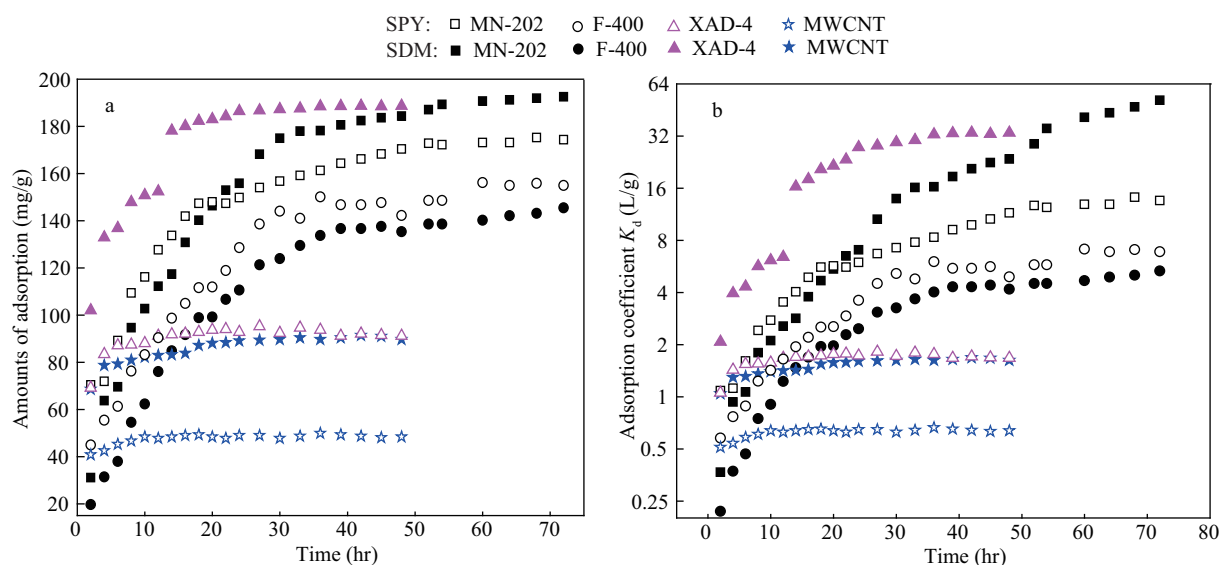 SPY: MN-202 F-400 XAD-4 MWCNT
SDM: MN-202 F-400 XAD-4 MWCNT
a
200
180
160
140
120
100
80
60
40
20
Amounts of adsorption (mg/g)
0 10 20 30 40 50 60 70
Time (hr)
b
64
32
16
8
4
2
1
0.5
0.25
Adsorption coefficient Kd (L/g)
0 10 20 30 40 50 60 70 80
Time (hr)